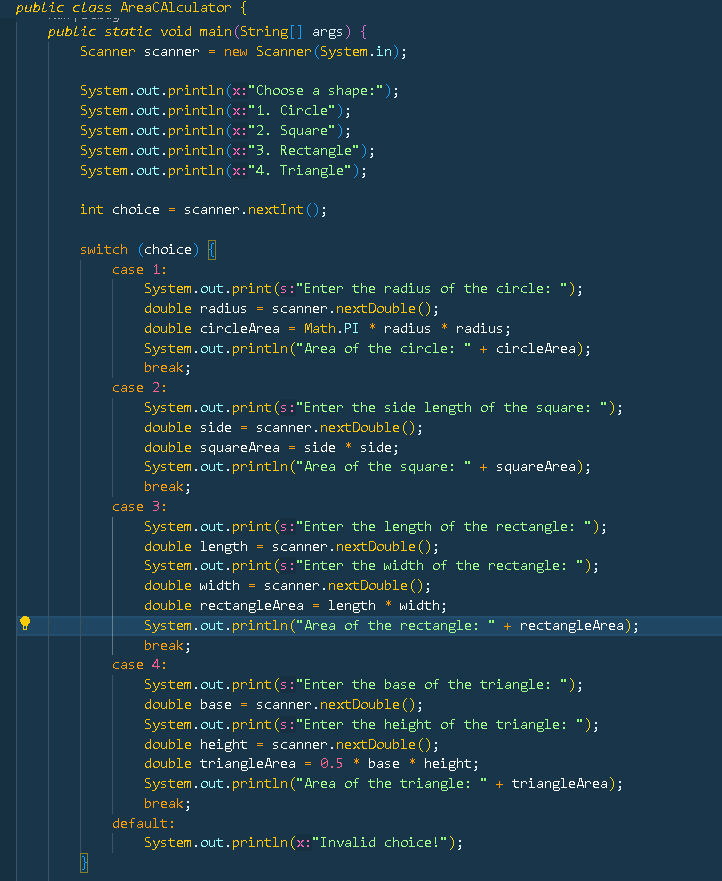 public class AreaCAlculator {
public static void main(String[] args) {
Scanner scanner = new Scanner(System.in);
System.out.println(x:"Choose a shape:");
System.out.println(x:"1. Circle");
System.out.println(x:"2. Square");
System.out.println(x:"3. Rectangle");
System.out.println(x:"4. Triangle");
int choice = scanner.nextInt();
switch (choice) {
case 1:
System.out.print(s:"Enter the radius of the circle: ");
double radius = scanner.nextDouble();
double circleArea = Math.PI * radius * radius;
System.out.println("Area of the circle: " + circleArea);
break;
case 2:
System.out.print(s:"Enter the side length of the square: ");
double side = scanner.nextDouble();
double squareArea = side * side;
System.out.println("Area of the square: " + squareArea);
break;
case 3:
System.out.print(s:"Enter the length of the rectangle: ");
double length = scanner.nextDouble();
System.out.print(s:"Enter the width of the rectangle: ");
double width = scanner.nextDouble();
double rectangleArea = length * width;
System.out.println("Area of the rectangle: " + rectangleArea);
break;
case 4:
System.out.print(s:"Enter the base of the triangle: ");
double base = scanner.nextDouble();
System.out.print(s:"Enter the height of the triangle: ");
double height = scanner.nextDouble();
double triangleArea = 0.5 * base * height;
System.out.println("Area of the triangle: " + triangleArea);
break;
default:
System.out.println(x:"Invalid choice!");
}